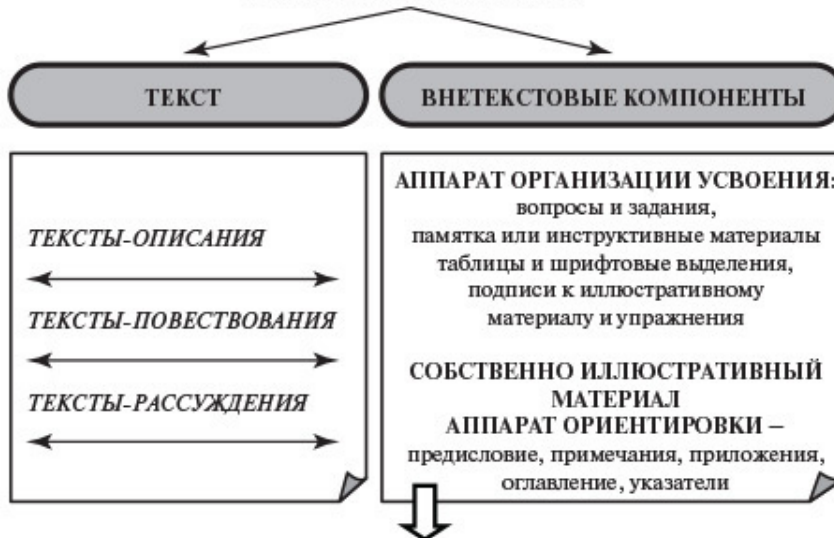 ТЕКСТ
ВНЕТЕКСТОВЫЕ КОМПОНЕНТЫ
ТЕКСТЫ-ОПИСАНИЯ
ТЕКСТЫ-ПОВЕСТВОВАНИЯ
ТЕКСТЫ-РАССУЖДЕНИЯ
АППАРАТ ОРГАНИЗАЦИИ УСВОЕНИЯ:
вопросы и задания,
памятка или инструктивные материалы
таблицы и шрифтовые выделения,
подписи к иллюстративному
материалу и упражнения
СОБСТВЕННО ИЛЛЮСТРАТИВНЫЙ
МАТЕРИАЛ
АППАРАТ ОРИЕНТИРОВКИ –
предисловие, примечания, приложения,
оглавление, указатели